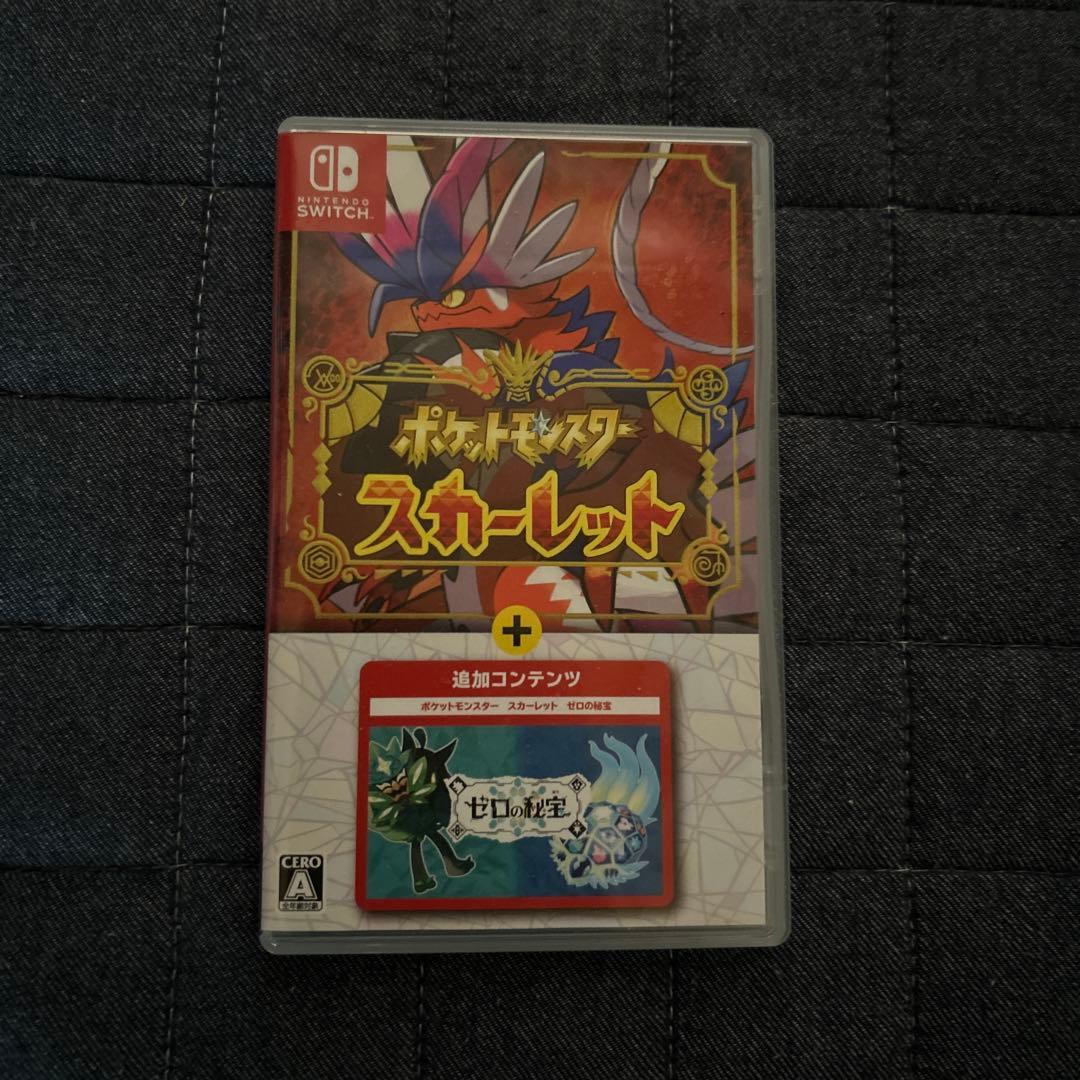 NINTENDO
SWITCH™
ポケットモンスター
スカーレット
+
追加コンテンツ
ポケットモンスター スカーレット ゼロの秘宝
ゼロの秘宝
CERO
A
全年齢対象